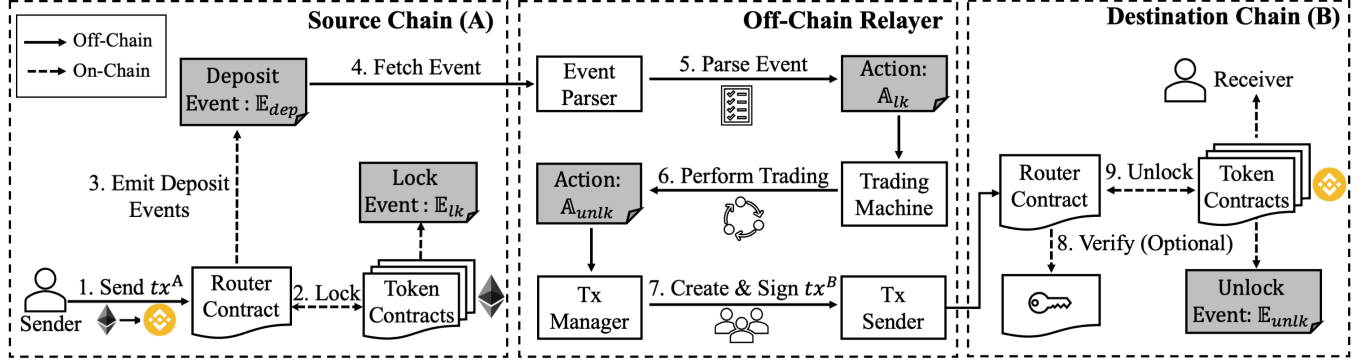 Source Chain (A)
Off-Chain
On-Chain
Deposit
Event : 𝔼dep
4. Fetch Event
3. Emit Deposit
Events
Lock
Event : 𝔼lk
Sender
1. Send txA
Router
Contract
2. Lock
Token
Contracts
Off-Chain Relayer
Event
Parser
5. Parse Event
Action:
𝔸lk
Action:
𝔸unlk
6. Perform Trading
Trading
Machine
Tx
Manager
7. Create & Sign txB
Tx
Sender
Destination Chain (B)
Receiver
Router
Contract
9. Unlock
Token
Contracts
8. Verify (Optional)
Unlock
Event: 𝔼unlk